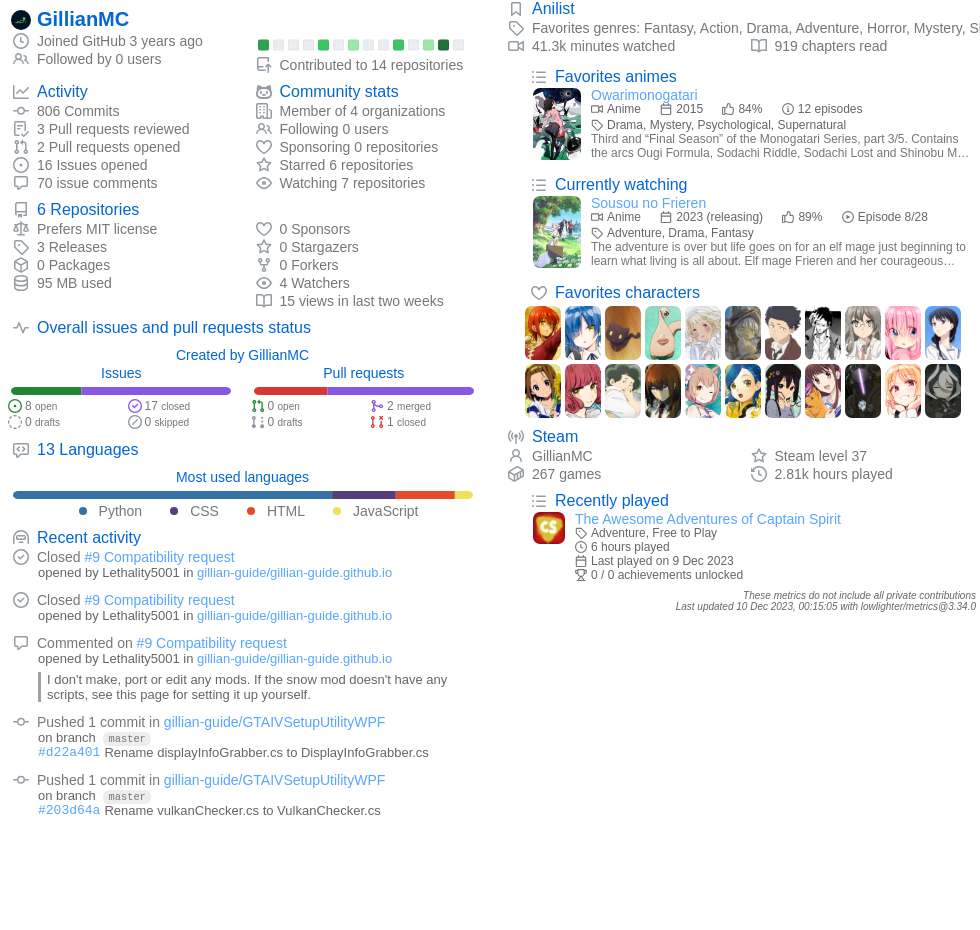 GillianMC
Joined GitHub 3 years ago
Followed by 0 users
Contributed to 14 repositories
Activity
806 Commits
3 Pull requests reviewed
2 Pull requests opened
16 Issues opened
70 issue comments
Community stats
Member of 4 organizations
Following 0 users
Sponsoring 0 repositories
Starred 6 repositories
Watching 7 repositories
6 Repositories
Prefers MIT license
3 Releases
0 Packages
95 MB used
0 Sponsors
0 Stargazers
0 Forkers
4 Watchers
15 views in last two weeks
Overall issues and pull requests status
Created by GillianMC
Issues
8 open
17 closed
0 drafts
0 skipped
Pull requests
0 open
2 merged
0 drafts
1 closed
13 Languages
Most used languages
Python CSS HTML JavaScript
Recent activity
Closed #9 Compatibility request
opened by Lethality5001 in gillian-guide/gillian-guide.github.io
Closed #9 Compatibility request
opened by Lethality5001 in gillian-guide/gillian-guide.github.io
Commented on #9 Compatibility request
opened by Lethality5001 in gillian-guide/gillian-guide.github.io
I don't make, port or edit any mods. If the snow mod doesn't have any
scripts, see this page for setting it up yourself.
Pushed 1 commit in gillian-guide/GTAIVSetupUtilityWPF
on branch master
#d22a401 Rename displayInfoGrabber.cs to DisplayInfoGrabber.cs
Pushed 1 commit in gillian-guide/GTAIVSetupUtilityWPF
on branch master
#203d64a Rename vulkanChecker.cs to VulkanChecker.cs
Anilist
Favorites genres: Fantasy, Action, Drama, Adventure, Horror, Mystery,
41.3k minutes watched
919 chapters read
Favorites animes
Owarimonogatari
Anime 2015 84% 12 episodes
Drama, Mystery, Psychological, Supernatural
Third and “Final Season” of the Monogatari Series, part 3/5. Contains
the arcs Ougi Formula, Sodachi Riddle, Sodachi Lost and Shinobu M…
Currently watching
Sousou no Frieren
Anime 2023 (releasing) 89% Episode 8/28
Adventure, Drama, Fantasy
The adventure is over but life goes on for an elf mage just beginning to
learn what living is all about. Elf mage Frieren and her courageous…
Favorite characters
Steam
GillianMC
Steam level 37
267 games
2.81k hours played
Recently played
The Awesome Adventures of Captain Spirit
CS
Adventure, Free to Play
6 hours played
Last played on 9 Dec 2023
0 / 0 achievements unlocked
These metrics do not include all private contributions
Last updated 10 Dec 2023, 00:15:05 with lowlighter/metrics@3.34.0